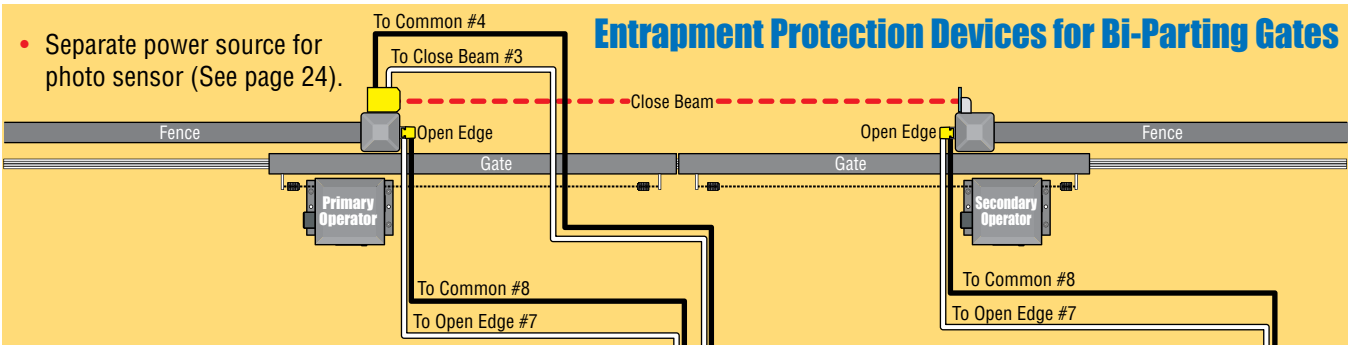 Entrapment Protection Devices for Bi-Parting Gates
• Separate power source for
photo sensor (See page 24).
To Common #4
To Close Beam #3
Close Beam
Fence
Open Edge
Open Edge
Fence
Gate
Gate
Primary
Operator
Secondary
Operator
To Common #8
To Open Edge #7
To Common #8
To Open Edge #7